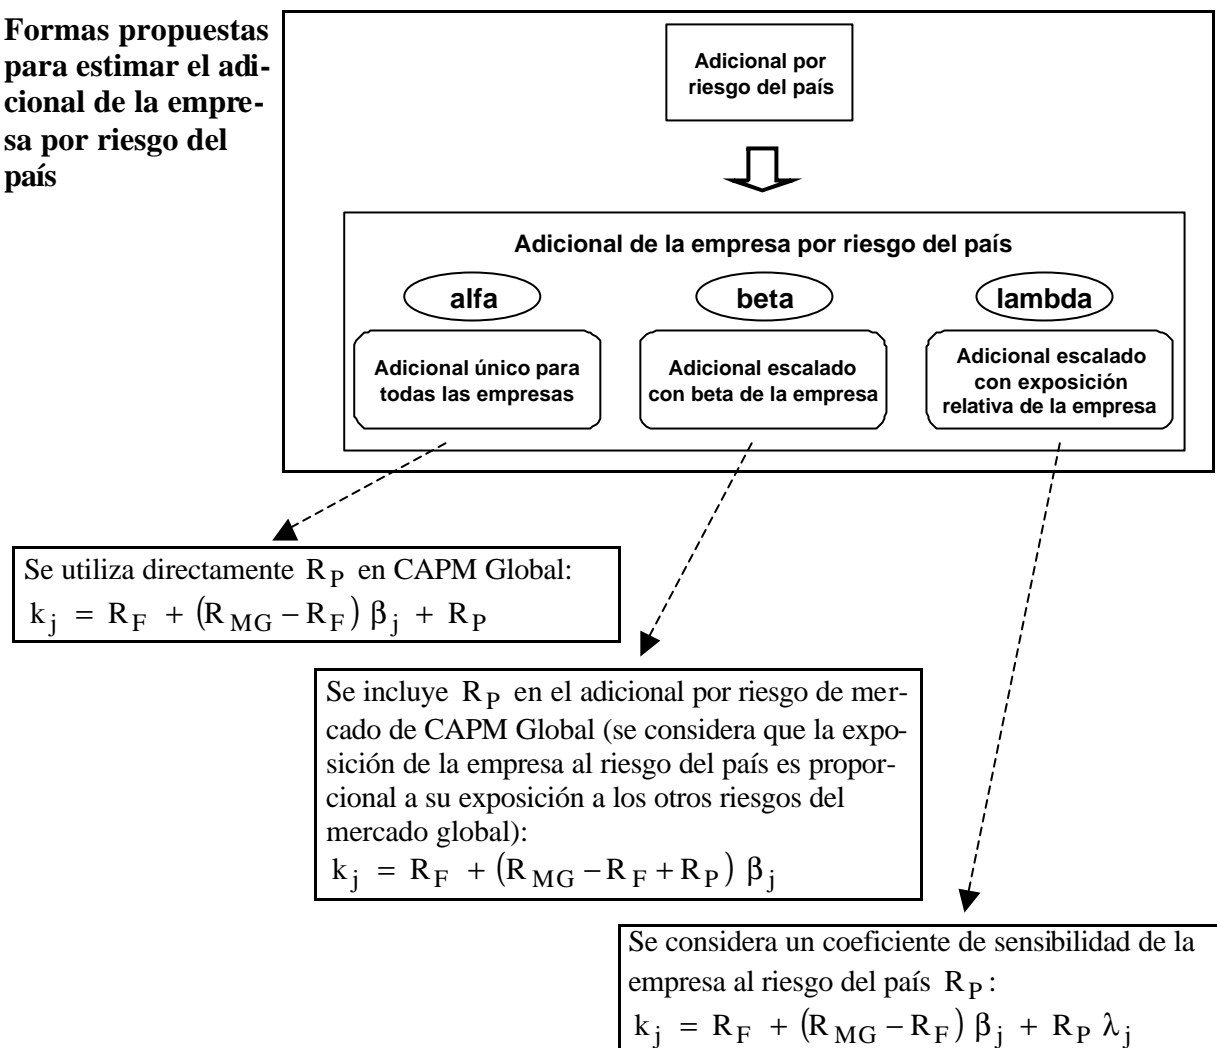 Formas propuestas
para estimar el adi-
cional de la empre-
sa por riesgo del
país
Adicional por
riesgo del país
Adicional de la empresa por riesgo del país
alfa
beta
lambda
Adicional único para
todas las empresas
Adicional escalado
con beta de la empresa
Adicional escalado
con exposición
relativa de la empresa
Se utiliza directamente R_P en CAPM Global:
k_j = R_F + (R_MG − R_F) β_j + R_P
Se incluye R_P en el adicional por riesgo de mer-
cado de CAPM Global (se considera que la expo-
sición de la empresa al riesgo del país es propor-
cional a su exposición a los otros riesgos del
mercado global):
k_j = R_F + (R_MG − R_F + R_P) β_j
Se considera un coeficiente de sensibilidad de la
empresa al riesgo del país R_P:
k_j = R_F + (R_MG − R_F) β_j + R_P λ_j